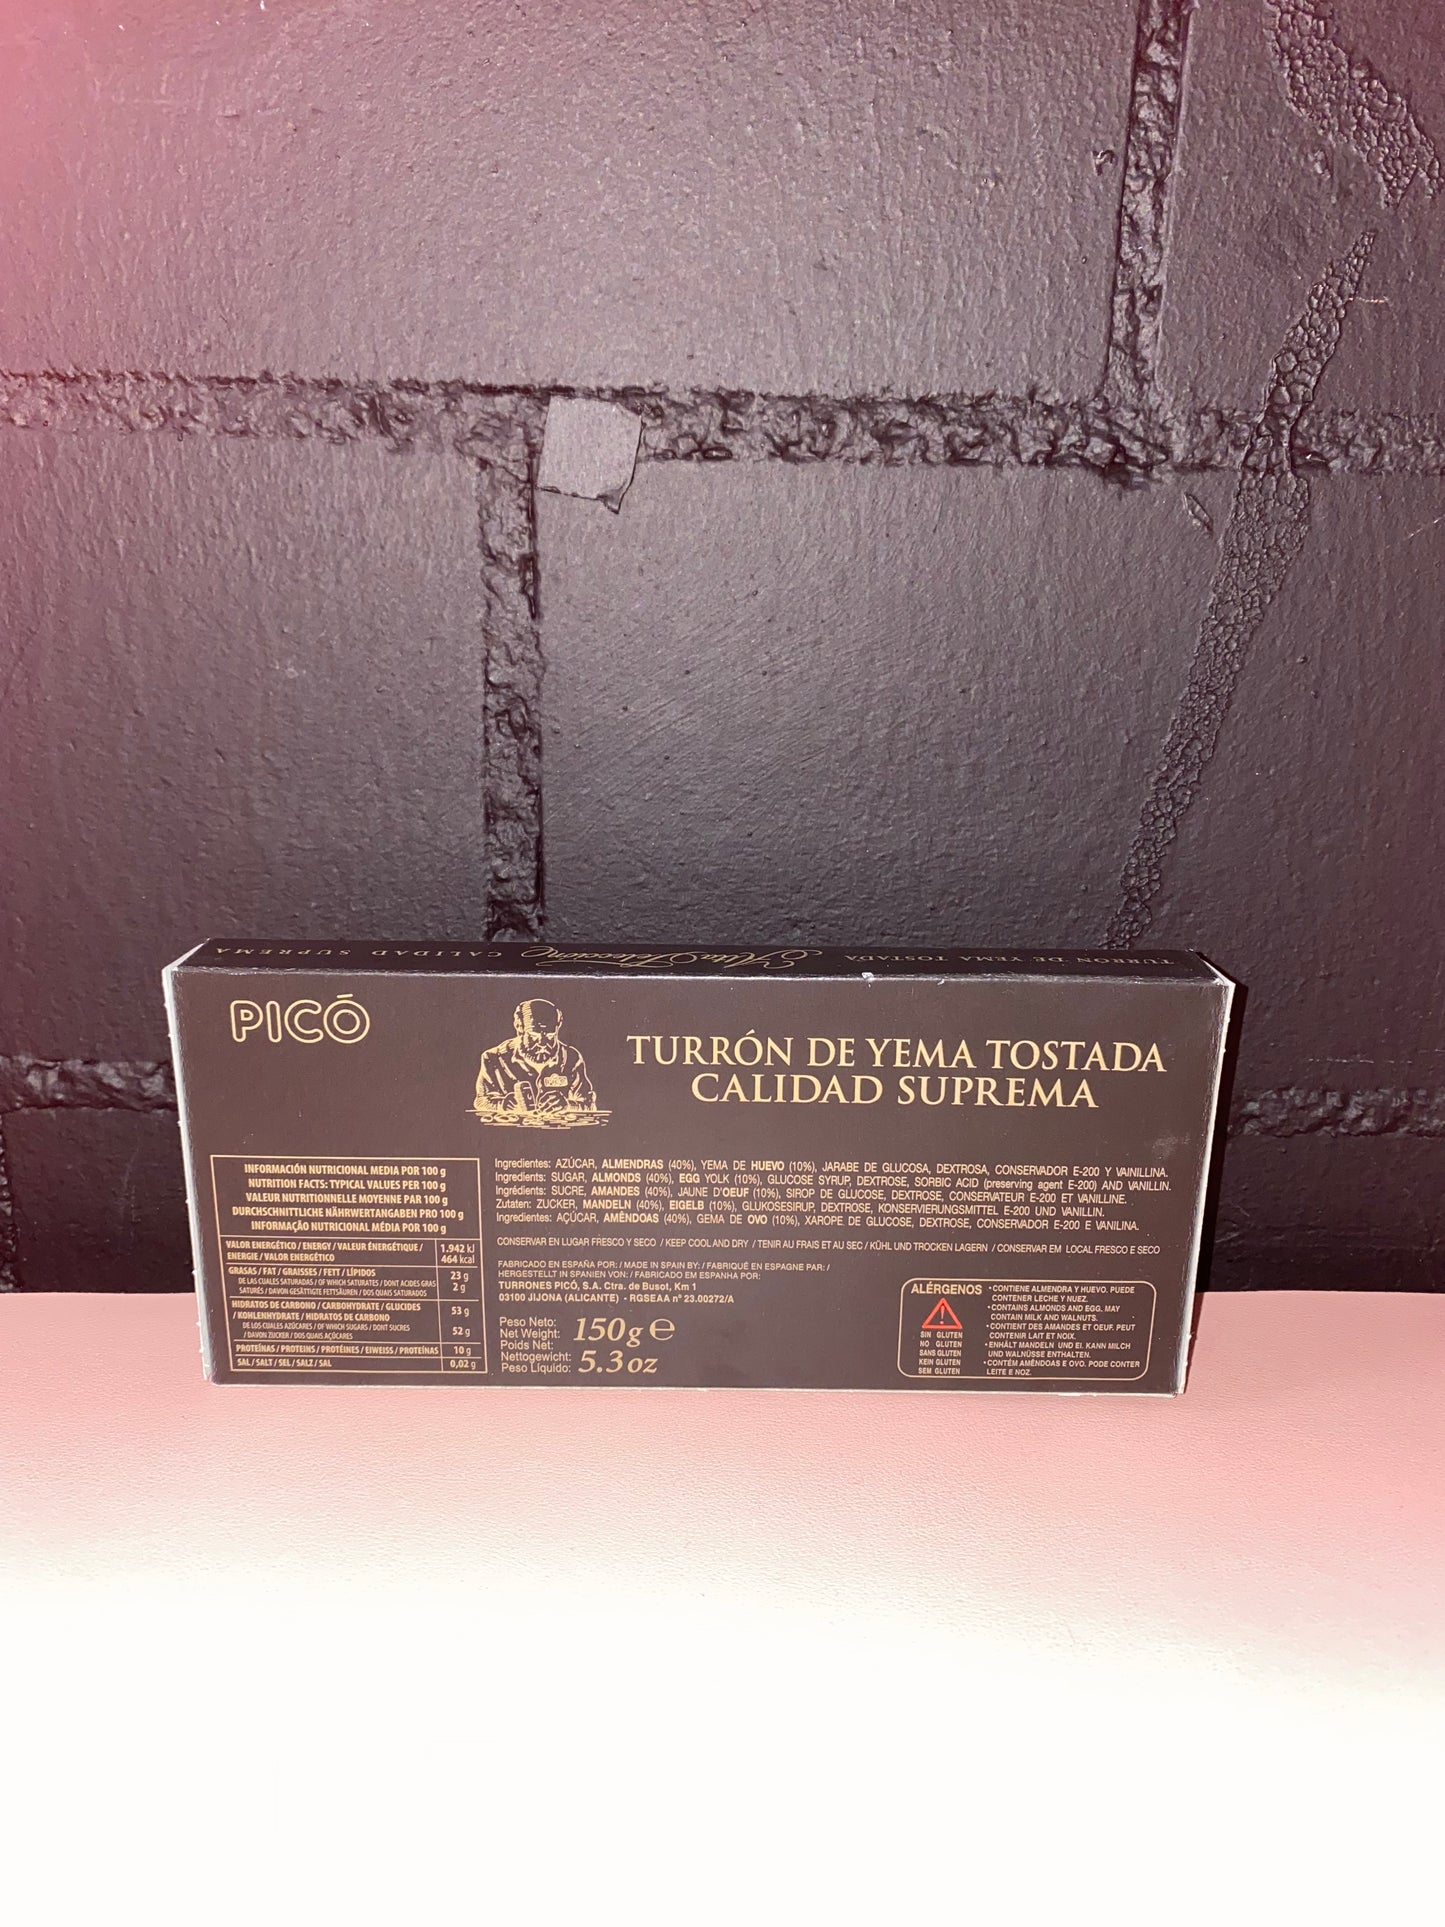 TURRÓN DE YEMA TOSTADA Alta Selección CALIDAD SUPREMA
PICÓ
TURRÓN DE YEMA TOSTADA
CALIDAD SUPREMA
INFORMACIÓN NUTRICIONAL MEDIA POR 100 g
NUTRITION FACTS: TYPICAL VALUES PER 100 g
VALEUR NUTRITIONNELLE MOYENNE PAR 100 g
DURCHSCHNITTLICHE NÄHRWERTANGABEN PRO 100 g
INFORMAÇÃO NUTRICIONAL MÉDIA POR 100 g
VALOR ENERGÉTICO / ENERGY / VALEUR ÉNERGÉTIQUE / 1.942 kJ
ENERGIE / VALOR ENERGÉTICO 464 kcal
GRASAS / FAT / GRAISSES / FETT / LÍPIDOS 23 g
DE LAS CUALES SATURADAS / OF WHICH SATURATES / DONT ACIDES GRAS 2 g
SATURÉS / DAVON GESÄTTIGTE FETTSÄUREN / DOS QUAIS SATURADOS
HIDRATOS DE CARBONO / CARBOHYDRATE / GLUCIDES 53 g
/ KOHLENHYDRATE / HIDRATOS DE CARBONO
DE LOS CUALES AZÚCARES / OF WHICH SUGARS / DONT SUCRES 52 g
/ DAVON ZUCKER / DOS QUAIS AÇÚCARES
PROTEÍNAS / PROTEINS / PROTÉINES / EIWEISS / PROTEÍNAS 10 g
SAL / SALT / SEL / SALZ / SAL 0,02 g
Ingredientes: AZÚCAR, ALMENDRAS (40%), YEMA DE HUEVO (10%), JARABE DE GLUCOSA, DEXTROSA, CONSERVADOR E-200 Y VAINILLINA.
Ingredients: SUGAR, ALMONDS (40%), EGG YOLK (10%), GLUCOSE SYRUP, DEXTROSE, SORBIC ACID (preserving agent E-200) AND VANILLIN.
Ingrédients: SUCRE, AMANDES (40%), JAUNE D'OEUF (10%), SIROP DE GLUCOSE, DEXTROSE, CONSERVATEUR E-200 ET VANILLINE.
Zutaten: ZUCKER, MANDELN (40%), EIGELB (10%), GLUKOSESIRUP, DEXTROSE, KONSERVIERUNGSMITTEL E-200 UND VANILLIN.
Ingredientes: AÇÚCAR, AMÊNDOAS (40%), GEMA DE OVO (10%), XAROPE DE GLUCOSE, DEXTROSE, CONSERVADOR E-200 E VANILINA.
CONSERVAR EN LUGAR FRESCO Y SECO / KEEP COOL AND DRY / TENIR AU FRAIS ET AU SEC / KÜHL UND TROCKEN LAGERN / CONSERVAR EM LOCAL FRESCO E SECO
FABRICADO EN ESPAÑA POR: / MADE IN SPAIN BY: / FABRIQUÉ EN ESPAGNE PAR: /
HERGESTELLT IN SPANIEN VON: / FABRICADO EM ESPANHA POR:
TURRONES PICÓ, S.A. Ctra. de Busot, Km 1
03100 JIJONA (ALICANTE) · RGSEAA nº 23.00272/A
Peso Neto:
Net Weight:
Poids Net:
Nettogewicht:
Peso Líquido:
150 g e
5.3 oz
ALÉRGENOS
SIN GLUTEN
NO GLUTEN
SANS GLUTEN
KEIN GLUTEN
SEM GLUTEN
• CONTIENE ALMENDRA Y HUEVO. PUEDE
CONTENER LECHE Y NUEZ.
• CONTAINS ALMONDS AND EGG. MAY
CONTAIN MILK AND WALNUTS.
• CONTIENT DES AMANDES ET OEUF. PEUT
CONTENIR LAIT ET NOIX.
• ENHÄLT MANDELN UND EI. KANN MILCH
UND WALNÜSSE ENTHALTEN.
• CONTÉM AMÊNDOAS E OVO. PODE CONTER
LEITE E NOZ.